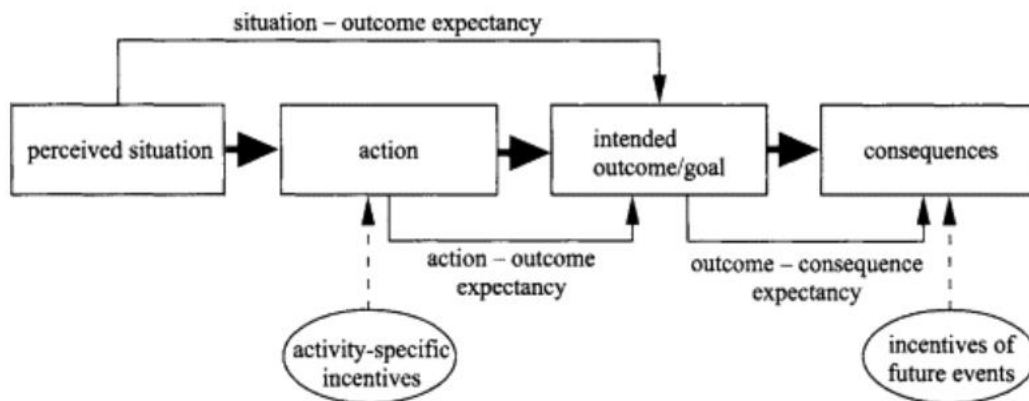 situation – outcome expectancy
perceived situation
action
intended
outcome/goal
consequences
action – outcome
expectancy
outcome – consequence
expectancy
activity-specific
incentives
incentives of
future events